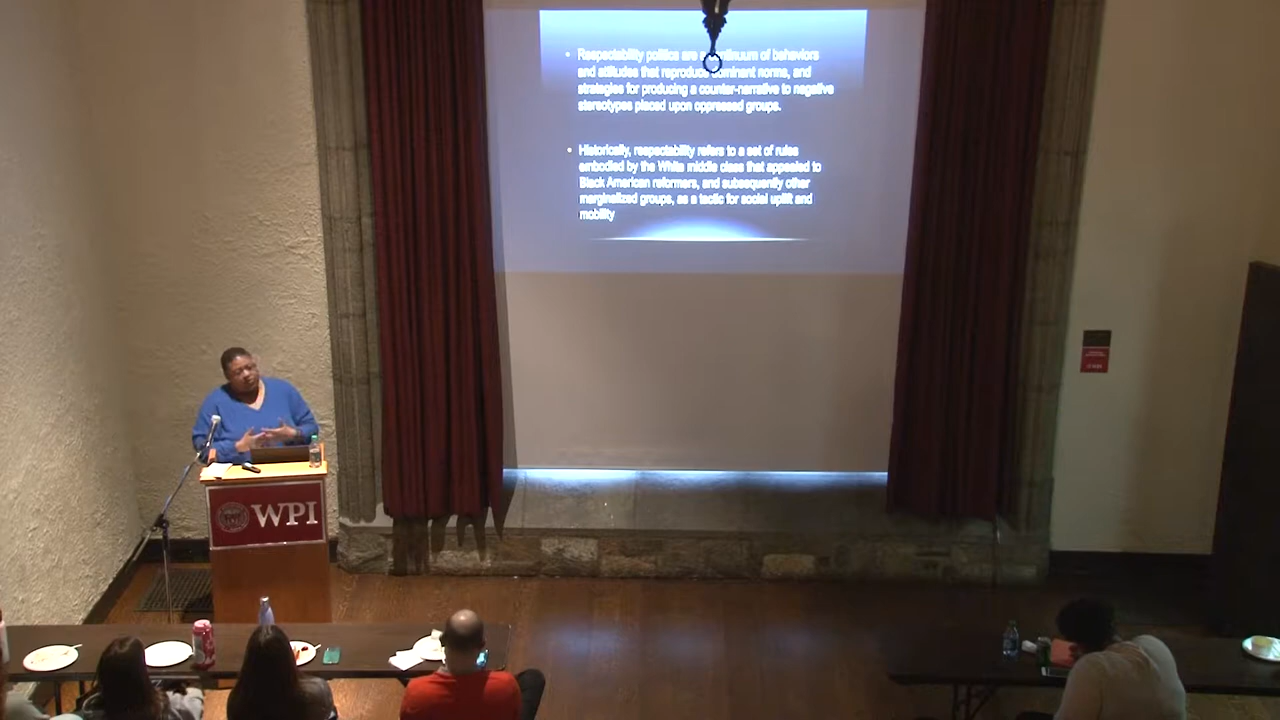 • Respectability politics are a continuum of behaviors
and attitudes that reproduce dominant norms, and
strategies for producing a counter-narrative to negative
stereotypes placed upon oppressed groups.
• Historically, respectability refers to a set of rules
embodied by the White middle class that appealed to
Black American reformers, and subsequently other
marginalized groups, as a tactic for social uplift and
mobility
WPI